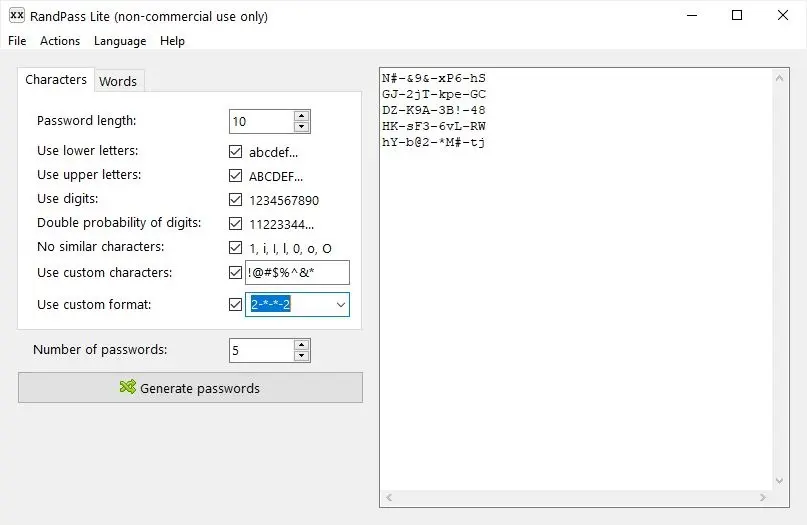 RandPass Lite (non-commercial use only)
File Actions Language Help
Characters Words
Password length: 10
Use lower letters: abcdef...
Use upper letters: ABCDEF...
Use digits: 1234567890
Double probability of digits: 11223344...
No similar characters: 1, i, I, l, 0, o, O
Use custom characters: !@#$%^&*
Use custom format: 2-*-*-2
Number of passwords: 5
Generate passwords
N#-&9&-xP6-hS
GJ-2jT-kpe-GC
DZ-K9A-3B!-48
HK-sF3-6vL-RW
hY-b@2-*M#-tj